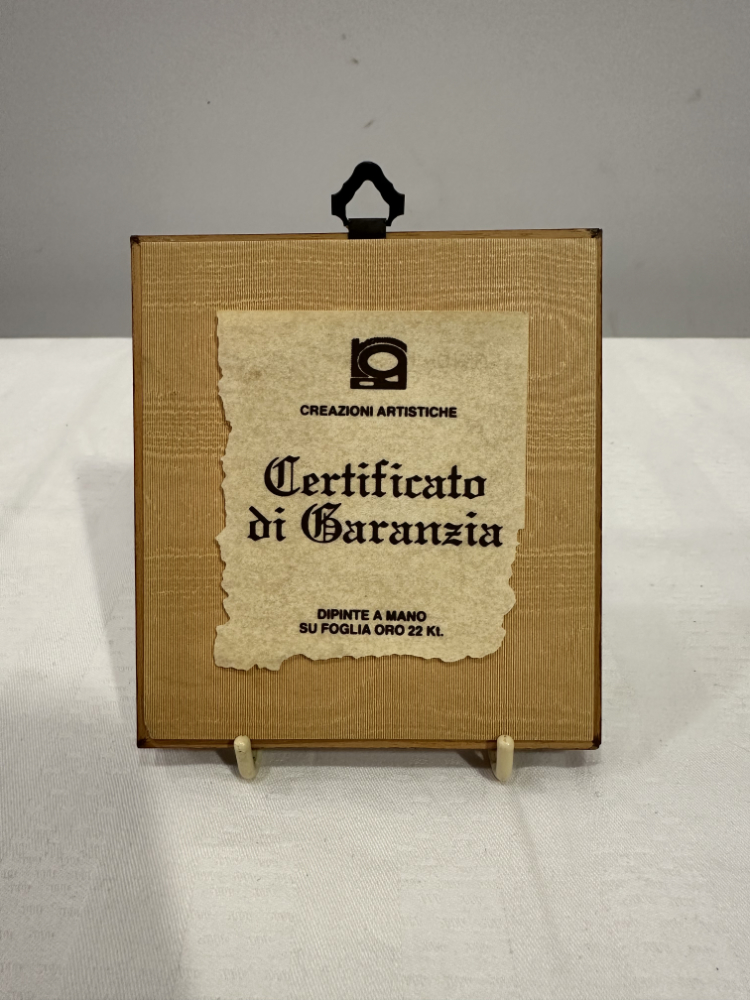 CREAZIONI ARTISTICHE
Certificato
di Garanzia
DIPINTE A MANO
SU FOGLIA ORO 22 Kt.